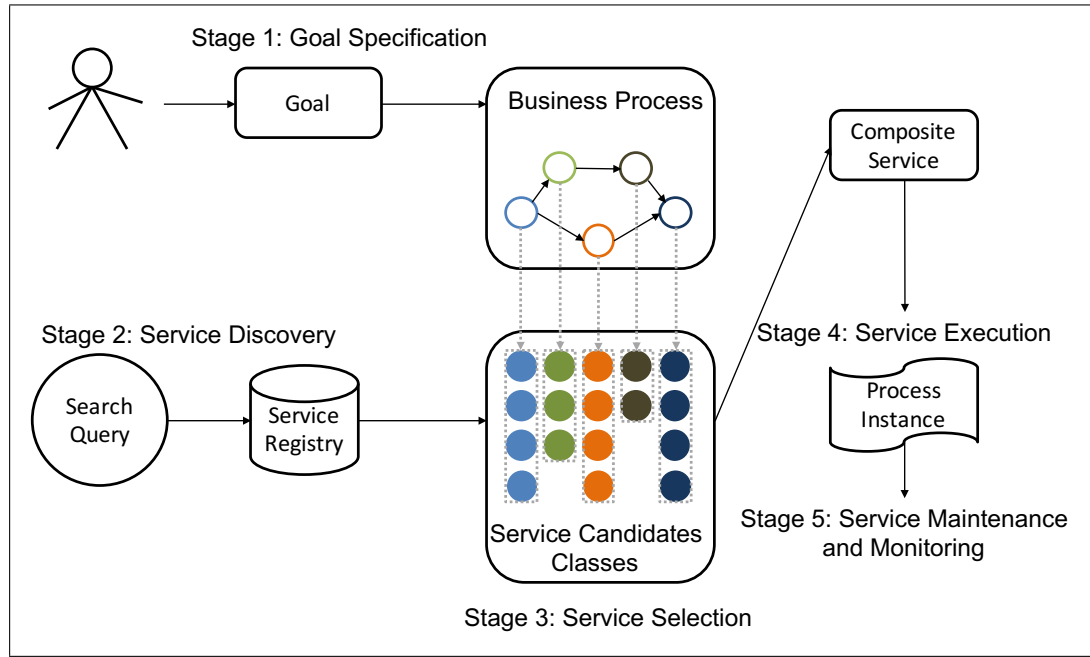 Stage 1: Goal Specification
Goal
Business Process
Composite
Service
Stage 2: Service Discovery
Search
Query
Service
Registry
Service Candidates
Classes
Stage 3: Service Selection
Stage 4: Service Execution
Process
Instance
Stage 5: Service Maintenance
and Monitoring